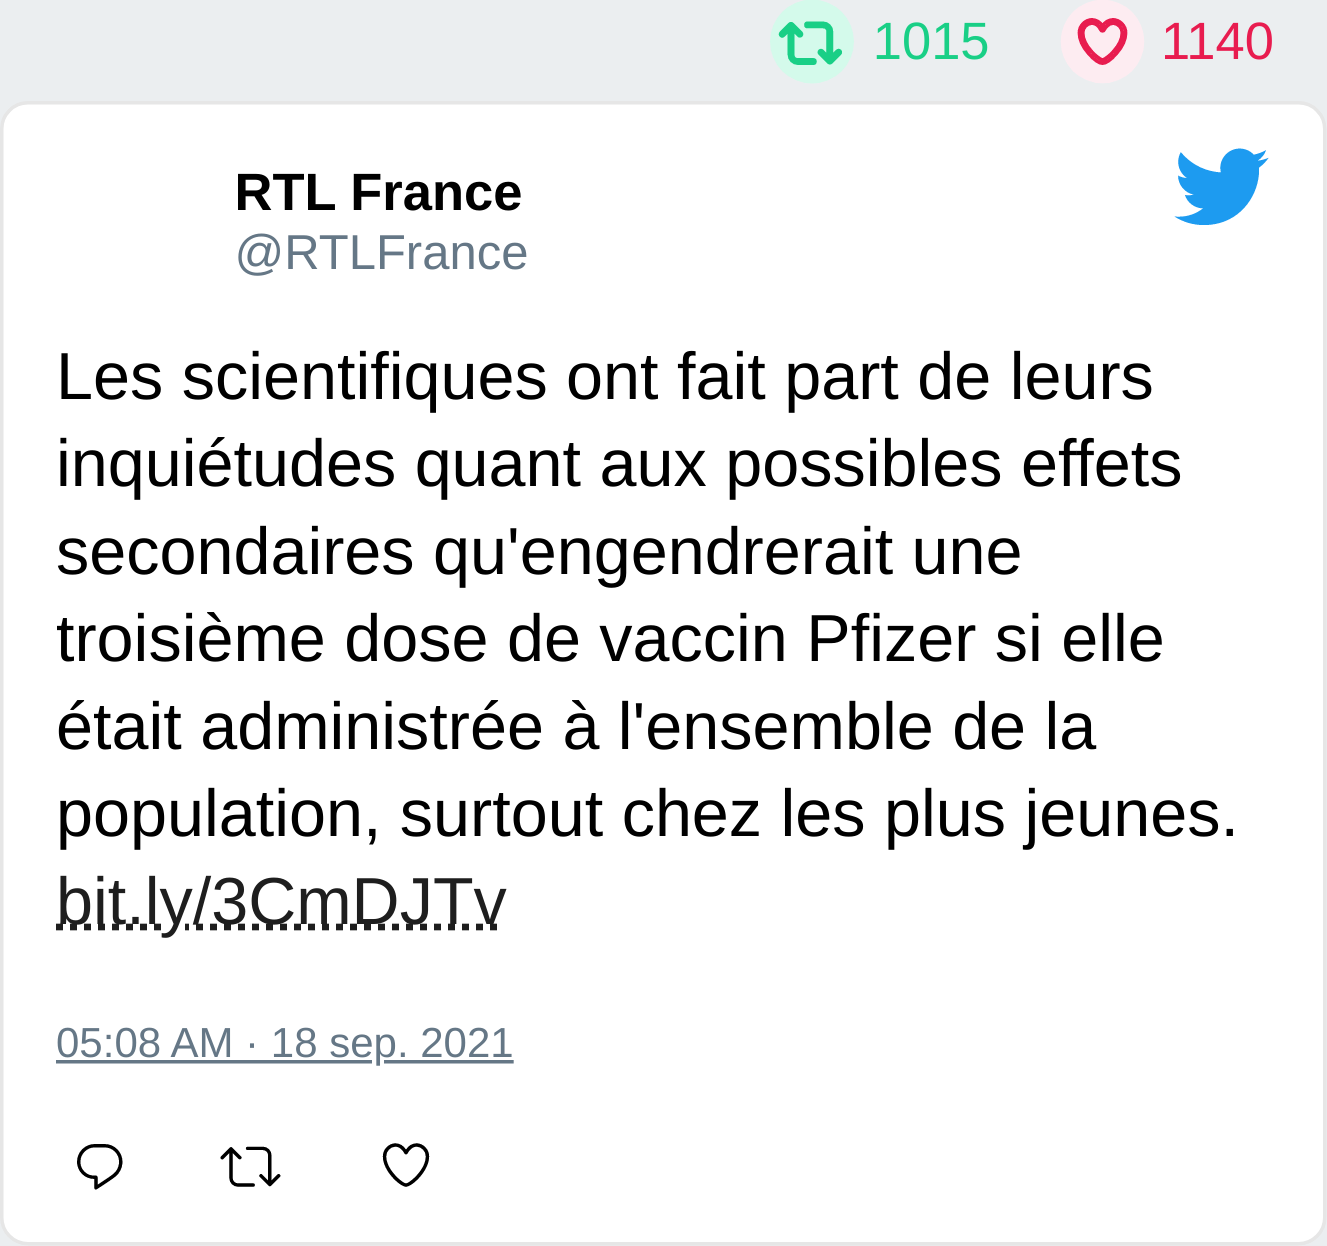 1015 1140
RTL France
@RTLFrance
Les scientifiques ont fait part de leurs
inquiétudes quant aux possibles effets
secondaires qu'engendrerait une
troisième dose de vaccin Pfizer si elle
était administrée à l'ensemble de la
population, surtout chez les plus jeunes.
bit.ly/3CmDJTv
05:08 AM · 18 sep. 2021